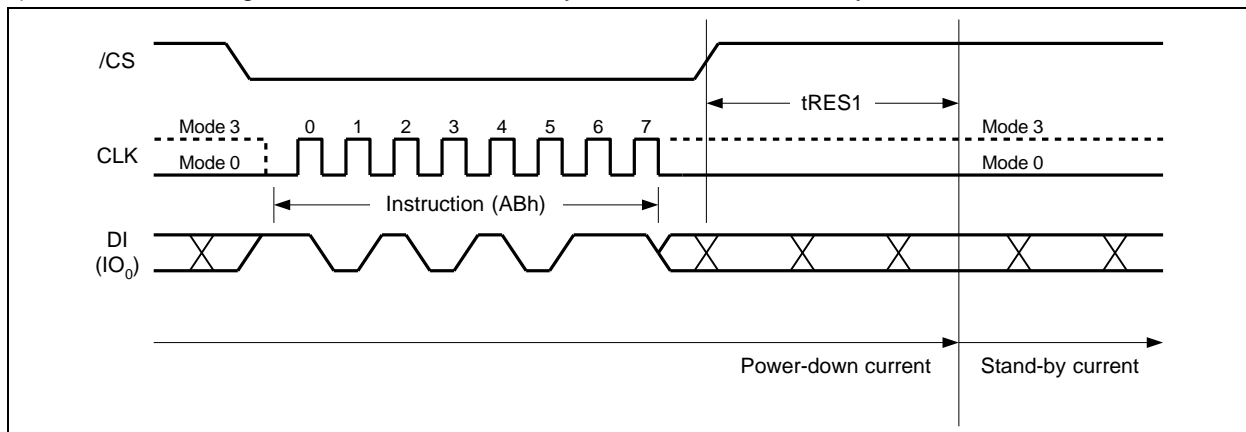 /CS
tRES1
Mode 3 0 1 2 3 4 5 6 7 Mode 3
CLK
Mode 0 Mode 0
Instruction (ABh)
DI
(IO0)
Power-down current Stand-by current